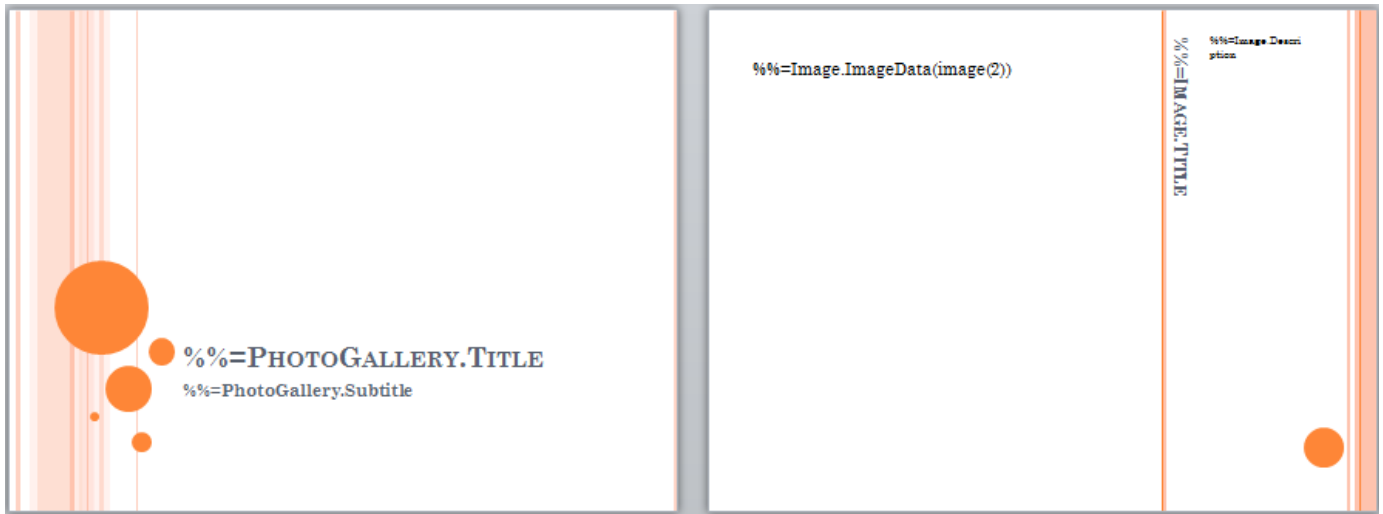 %%=PhotoGallery.Title
%%=PhotoGallery.Subtitle
%%=Image.ImageData(image(2))
%%=Image.Title
%%=Image.Descri
ption